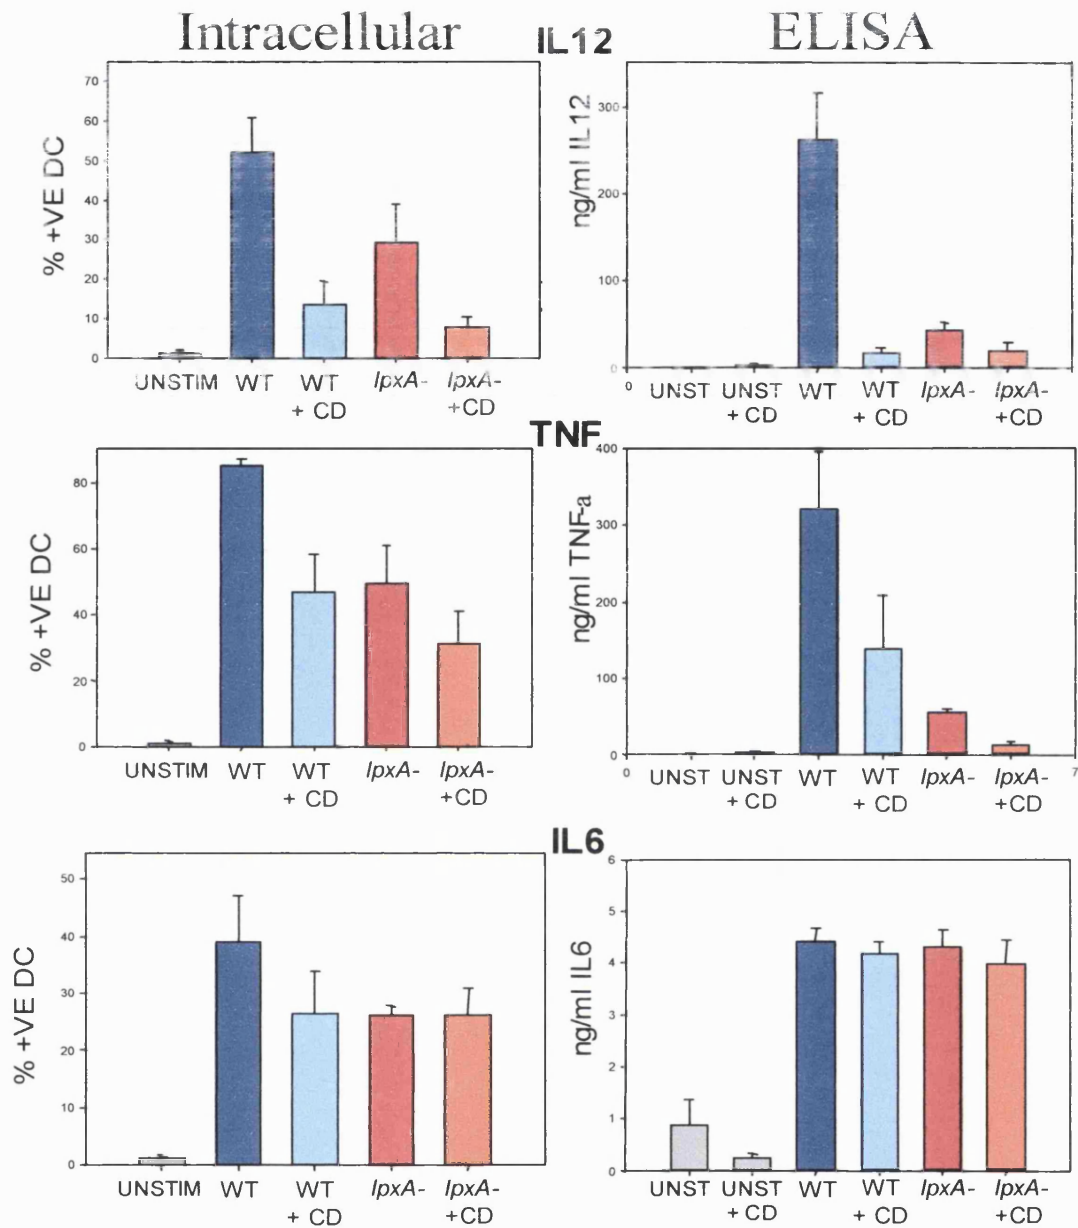 Intracellular
ELISA
IL12
% +VE DC
70
60
50
40
30
20
10
0
UNSTIM WT WT + CD lpxA- lpxA- +CD
ng/ml IL12
300
200
100
0
0
7
UNST UNST + CD WT WT + CD lpxA- lpxA- +CD
TNF
% +VE DC
80
60
40
20
0
UNSTIM WT WT + CD lpxA- lpxA- +CD
ng/ml TNF-a
400
300
200
100
0
0
7
UNST UNST + CD WT WT + CD lpxA- lpxA- +CD
IL6
% +VE DC
50
40
30
20
10
0
UNSTIM WT WT + CD lpxA- lpxA- +CD
ng/ml IL6
6
5
4
3
2
1
0
UNST UNST + CD WT WT + CD lpxA- lpxA- +CD